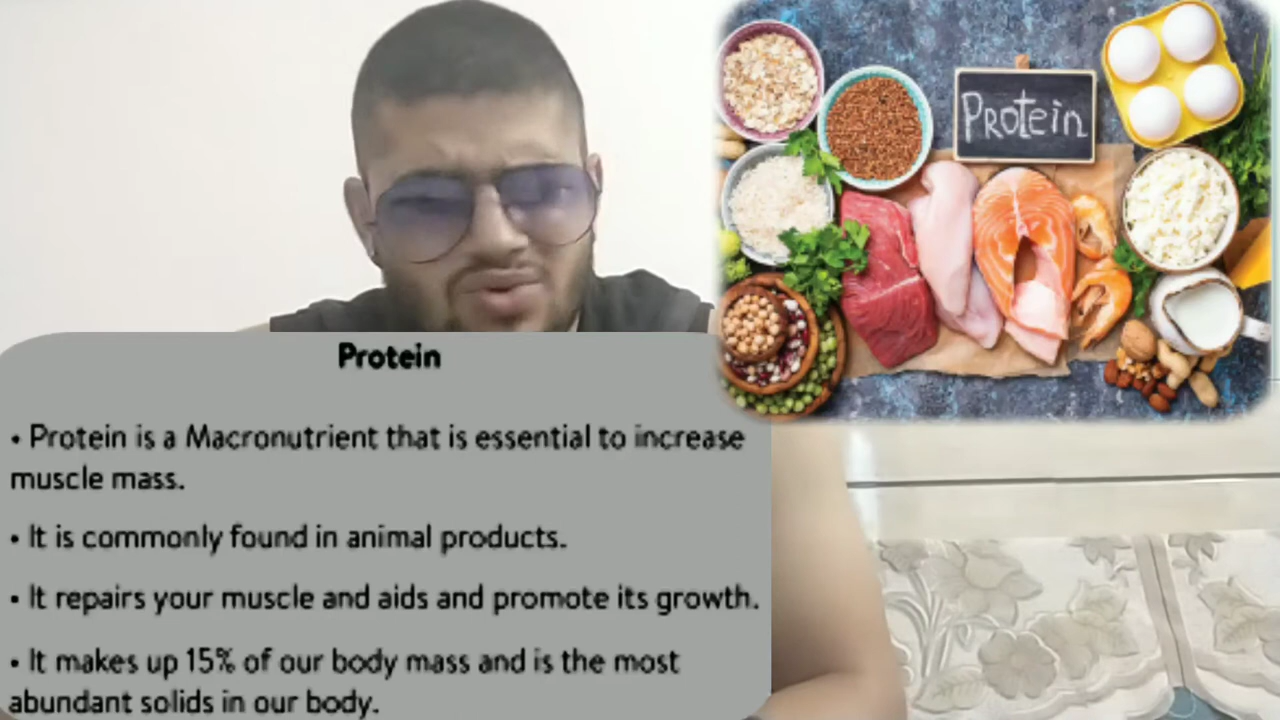 Protein
Protein
• Protein is a Macronutrient that is essential to increase
muscle mass.
• It is commonly found in animal products.
• It repairs your muscle and aids and promote its growth.
• It makes up 15% of our body mass and is the most
abundant solids in our body.